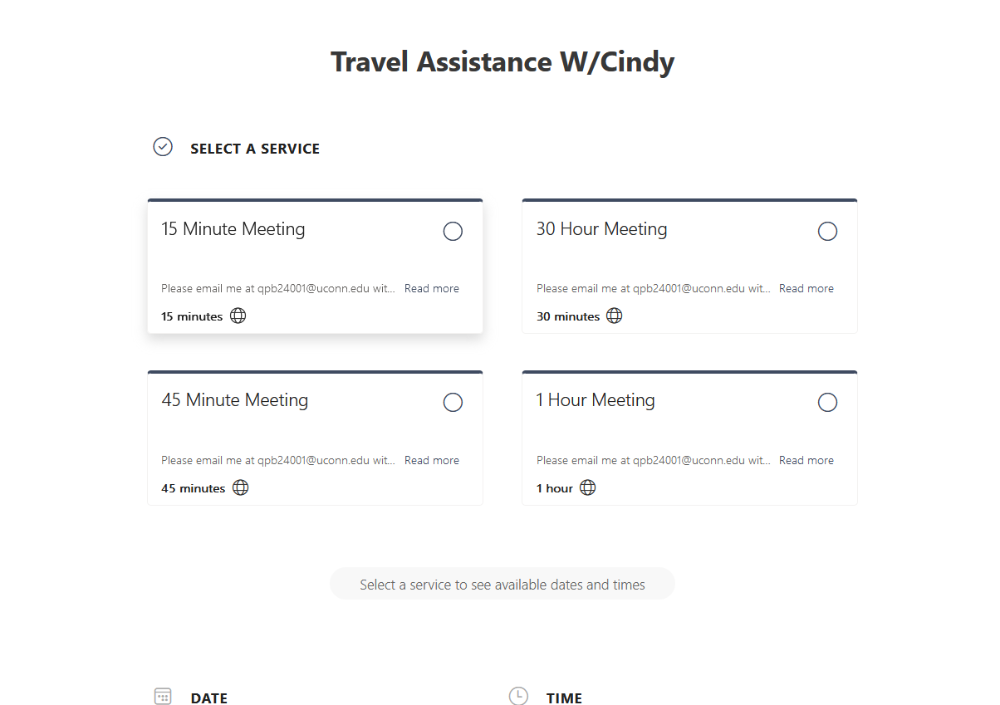 Travel Assistance W/Cindy
SELECT A SERVICE
15 Minute Meeting
Please email me at qpb24001@uconn.edu wit... Read more
15 minutes
30 Hour Meeting
Please email me at qpb24001@uconn.edu wit... Read more
30 minutes
45 Minute Meeting
Please email me at qpb24001@uconn.edu wit... Read more
45 minutes
1 Hour Meeting
Please email me at qpb24001@uconn.edu wit... Read more
1 hour
Select a service to see available dates and times
DATE
TIME